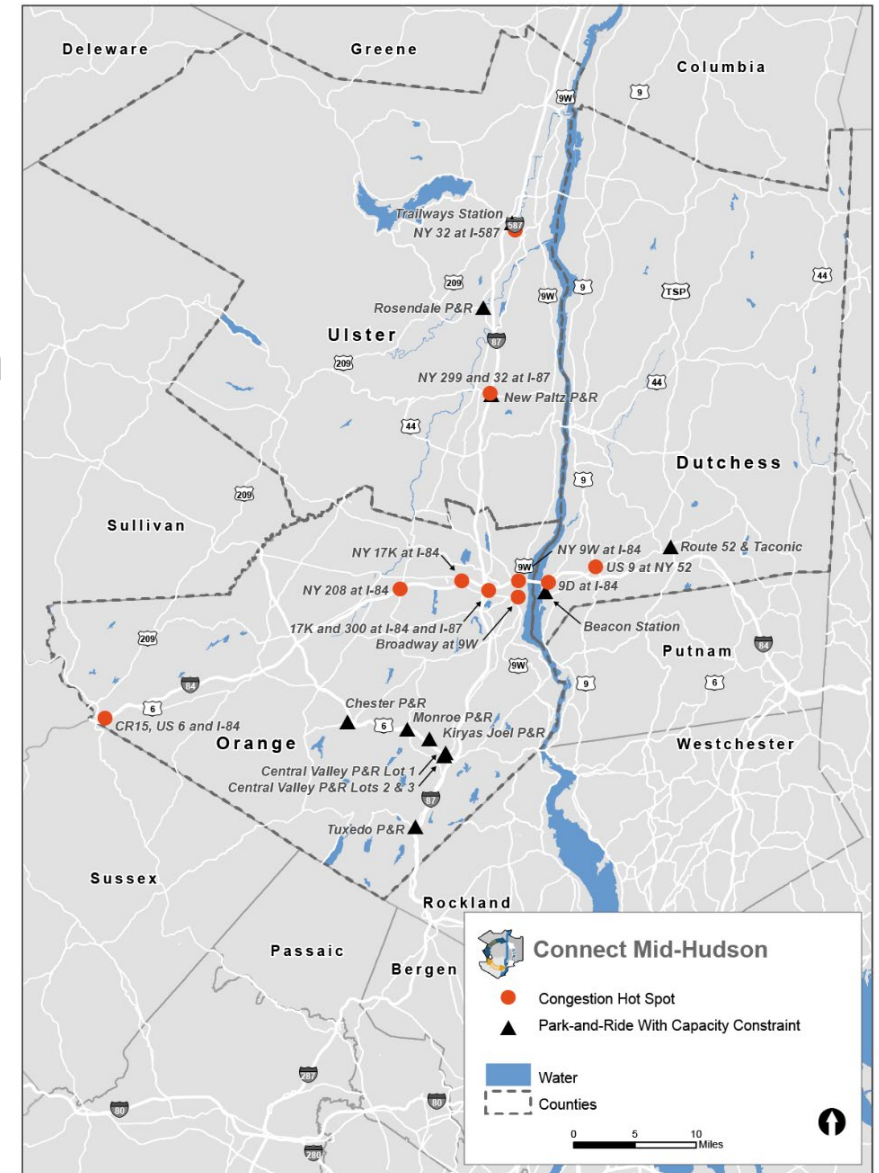 Deleware
Greene
Columbia
9W
9
Trailways Station
587
NY 32 at I-587
209
9W
9
TSP
44
Rosendale P&R
Ulster
87
209
NY 299 and 32 at I-87
New Paltz P&R
44
44
Dutchess
9
209
Sullivan
NY 17K at I-84
9W
NY 9W at I-84
Route 52 & Taconic
US 9 at NY 52
NY 208 at I-84
9D at I-84
17K and 300 at I-84 and I-87
Broadway at 9W
Beacon Station
209
Putnam
84
9W
9
6
84
6
Chester P&R
6
Monroe P&R
CR15, US 6 and I-84
Orange
Kiryas Joel P&R
Westchester
Central Valley P&R Lot 1
Central Valley P&R Lots 2 & 3
87
Tuxedo P&R
Sussex
Rockland
Passaic
Bergen
287
80
80
280
Connect Mid-Hudson
Congestion Hot Spot
Park-and-Ride With Capacity Constraint
Water
Counties
0 5 10
Miles